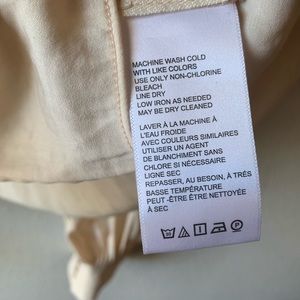 MACHINE WASH COLD
WITH LIKE COLORS
USE ONLY NON-CHLORINE
BLEACH
LINE DRY
LOW IRON AS NEEDED
MAY BE DRY CLEANED
LAVER À LA MACHINE À
L'EAU FROIDE
AVEC COULEURS SIMILAIRES
UTILISER UN AGENT
DE BLANCHIMENT SANS
CHLORE SI NÉCESSAIRE
LIGNE SEC
REPASSER, AU BESOIN, À TRÈS
BASSE TEMPÉRATURE
PEUT -ÊTRE -ÊTRE NETTOYÉE
À SEC